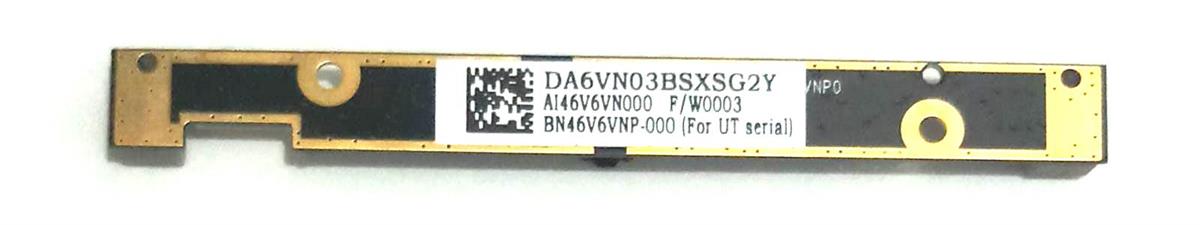 DA6VN03BSXSG2Y
AI46V6VN000 F/W0003
BN46V6VNP-000 (For UT serial)
VNP0